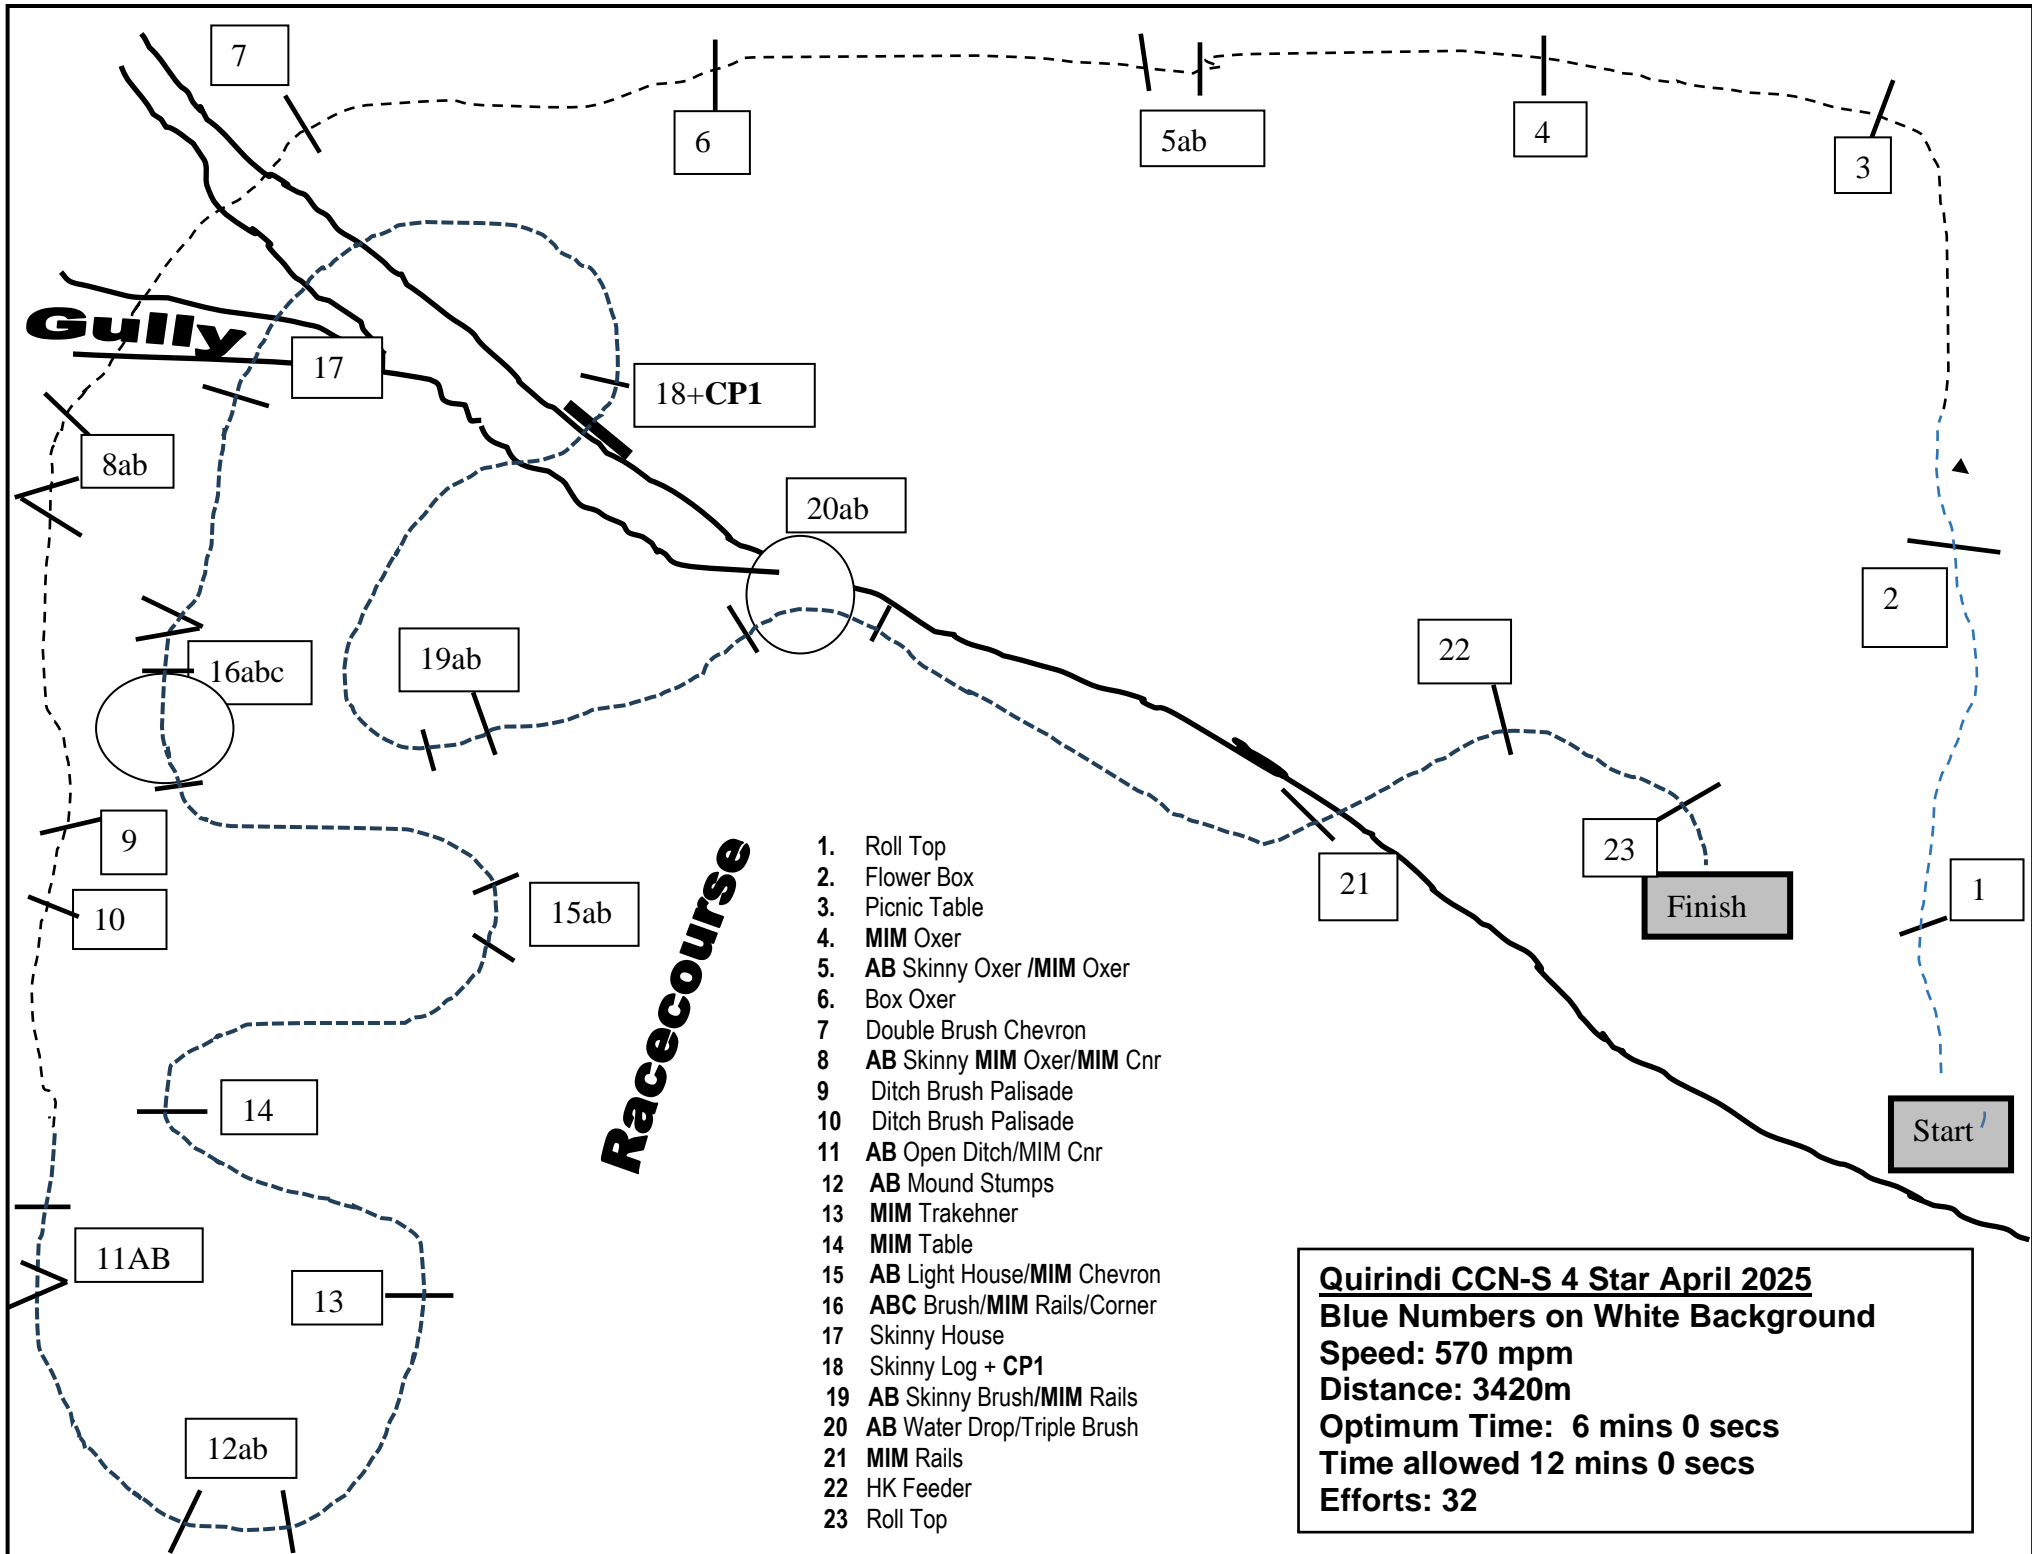 7
6
5ab
4
3
Gully
17
18+CP1
8ab
20ab
2
19ab
22
16abc
9
23
21
1
10
15ab
Finish
Racecourse
14
Start
11AB
13
12ab
1. Roll Top
2. Flower Box
3. Picnic Table
4. MIM Oxer
5. AB Skinny Oxer /MIM Oxer
6. Box Oxer
7 Double Brush Chevron
8 AB Skinny MIM Oxer/MIM Cnr
9 Ditch Brush Palisade
10 Ditch Brush Palisade
11 AB Open Ditch/MIM Cnr
12 AB Mound Stumps
13 MIM Trakehner
14 MIM Table
15 AB Light House/MIM Chevron
16 ABC Brush/MIM Rails/Corner
17 Skinny House
18 Skinny Log + CP1
19 AB Skinny Brush/MIM Rails
20 AB Water Drop/Triple Brush
21 MIM Rails
22 HK Feeder
23 Roll Top
Quirindi CCN-S 4 Star April 2025
Blue Numbers on White Background
Speed: 570 mpm
Distance: 3420m
Optimum Time: 6 mins 0 secs
Time allowed 12 mins 0 secs
Efforts: 32